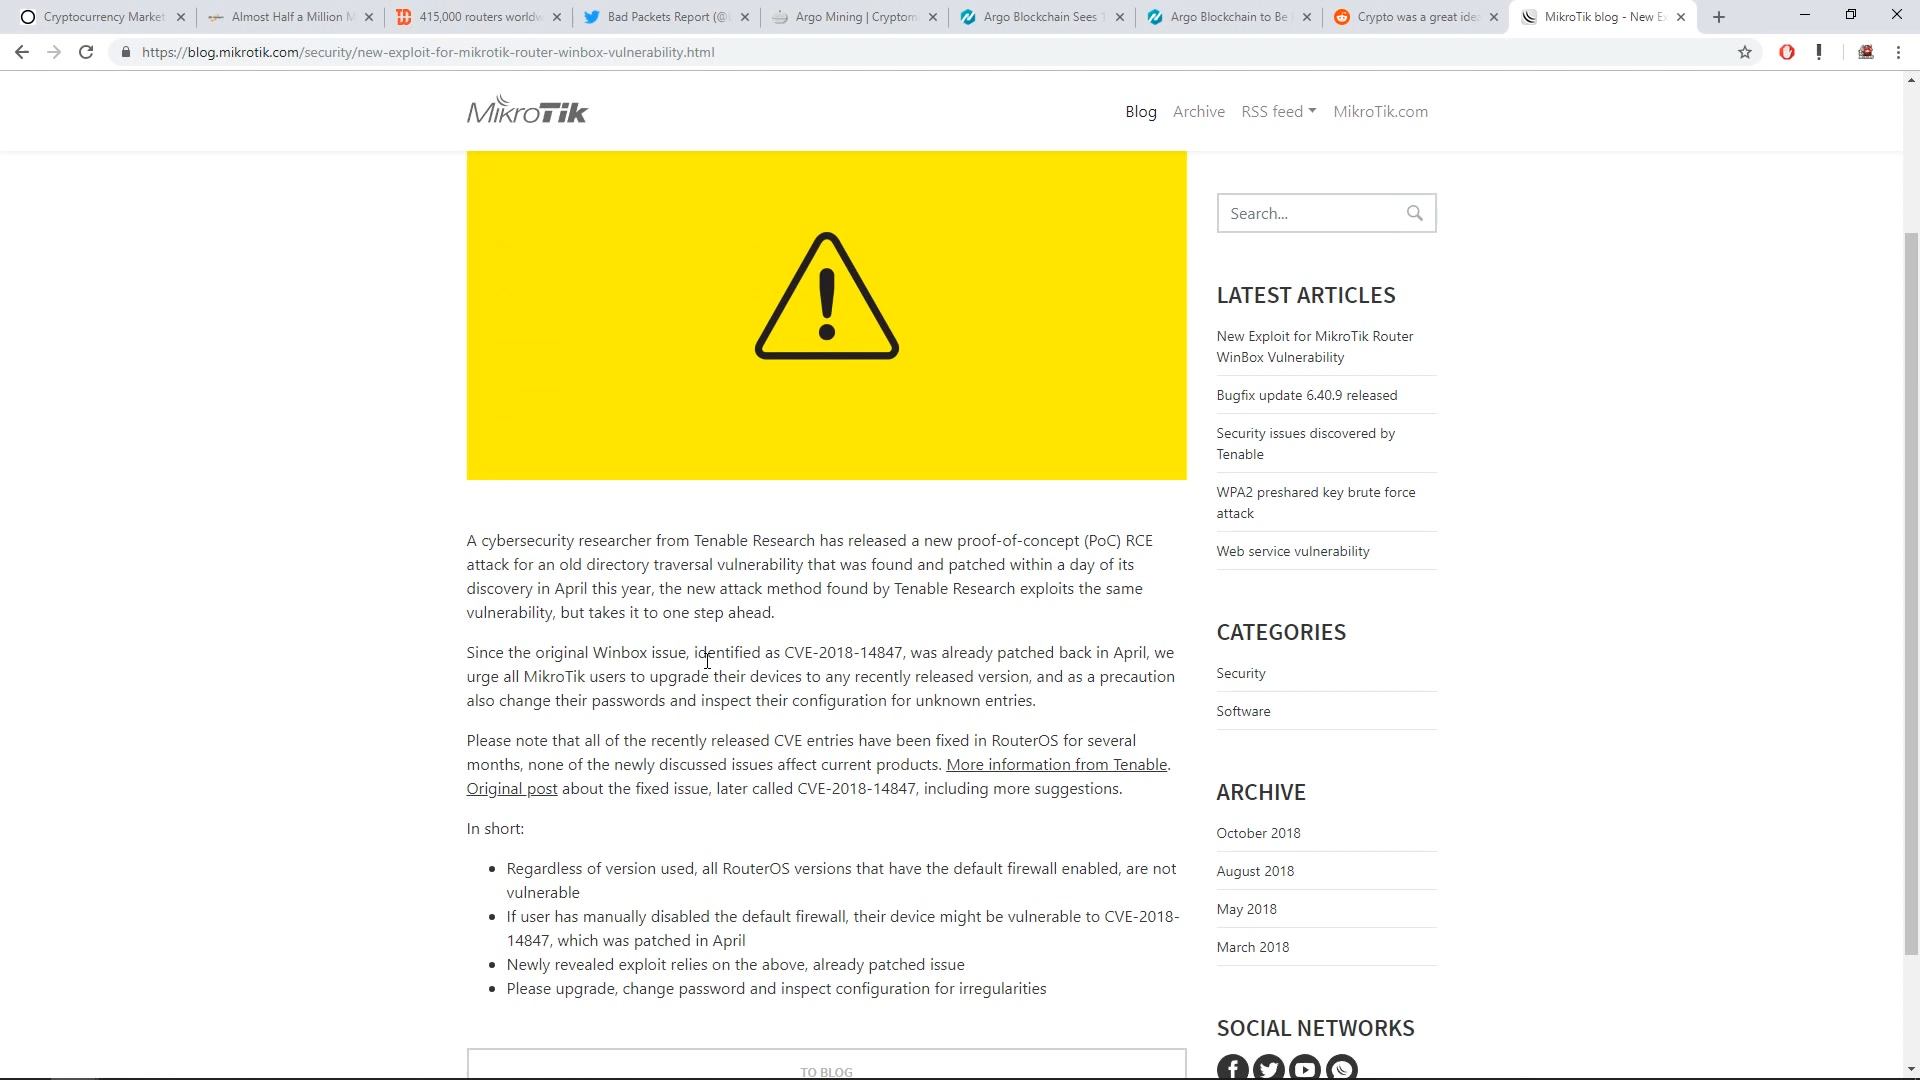 Cryptocurrency Market
Almost Half a Million M
415,000 routers worldw
Bad Packets Report (@
Argo Mining | Cryptom
Argo Blockchain Sees
Argo Blockchain to Be
Crypto was a great ide
MikroTik blog - New E
https://blog.mikrotik.com/security/new-exploit-for-mikrotik-router-winbox-vulnerability.html
MikroTik
Blog
Archive
RSS feed
MikroTik.com
A cybersecurity researcher from Tenable Research has released a new proof-of-concept (PoC) RCE
attack for an old directory traversal vulnerability that was found and patched within a day of its
discovery in April this year, the new attack method found by Tenable Research exploits the same
vulnerability, but takes it to one step ahead.
Since the original Winbox issue, identified as CVE-2018-14847, was already patched back in April, we
urge all MikroTik users to upgrade their devices to any recently released version, and as a precaution
also change their passwords and inspect their configuration for unknown entries.
Please note that all of the recently released CVE entries have been fixed in RouterOS for several
months, none of the newly discussed issues affect current products. More information from Tenable.
Original post about the fixed issue, later called CVE-2018-14847, including more suggestions.
In short:
Regardless of version used, all RouterOS versions that have the default firewall enabled, are not
vulnerable
If user has manually disabled the default firewall, their device might be vulnerable to CVE-2018-
14847, which was patched in April
Newly revealed exploit relies on the above, already patched issue
Please upgrade, change password and inspect configuration for irregularities
TO BLOG
Search...
LATEST ARTICLES
New Exploit for MikroTik Router
WinBox Vulnerability
Bugfix update 6.40.9 released
Security issues discovered by
Tenable
WPA2 preshared key brute force
attack
Web service vulnerability
CATEGORIES
Security
Software
ARCHIVE
October 2018
August 2018
May 2018
March 2018
SOCIAL NETWORKS